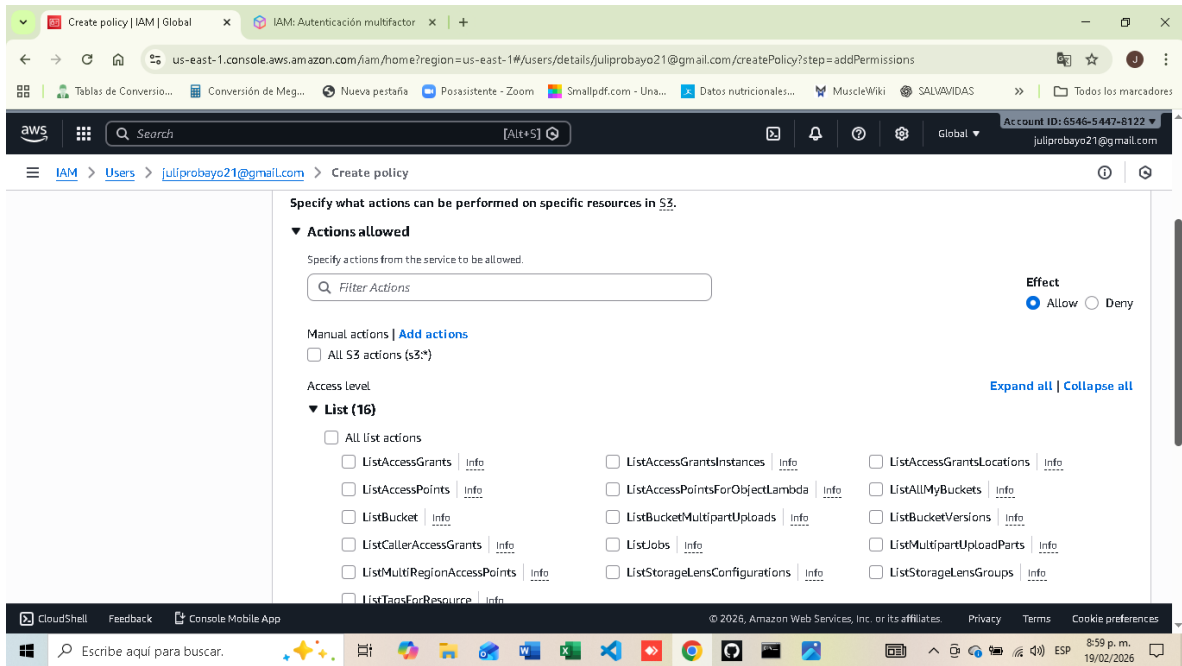 Create policy | IAM | Global
IAM: Autenticación multifactor
us-east-1.console.aws.amazon.com/iam/home?region=us-east-1#/users/details/juliprobayo21@gmail.com/createPolicy?step=addPermissions
J
Tablas de Conversio...
Conversión de Meg...
Nueva pestaña
Posasistente - Zoom
Smallpdf.com - Una...
Datos nutricionales...
MuscleWiki
SALVAVIDAS
Todos los marcadores
aws
Search
[Alt+S]
Global
Account ID: 6546-5447-8122
juliprobayo21@gmail.com
IAM > Users > juliprobayo21@gmail.com > Create policy
Specify what actions can be performed on specific resources in S3.
Actions allowed
Specify actions from the service to be allowed.
Filter Actions
Effect
Allow Deny
Manual actions | Add actions
All S3 actions (s3:*)
Access level
Expand all | Collapse all
List (16)
All list actions
ListAccessGrants Info ListAccessGrantsInstances Info ListAccessGrantsLocations Info
ListAccessPoints Info ListAccessPointsForObjectLambda Info ListAllMyBuckets Info
ListBucket Info ListBucketMultipartUploads Info ListBucketVersions Info
ListCallerAccessGrants Info ListJobs Info ListMultipartUploadParts Info
ListMultiRegionAccessPoints Info ListStorageLensConfigurations Info ListStorageLensGroups Info
ListTagsForResource Info
CloudShell Feedback Console Mobile App
© 2026, Amazon Web Services, Inc. or its affiliates. Privacy Terms Cookie preferences
Escribe aquí para buscar.
ESP
8:59 p. m.
19/02/2026